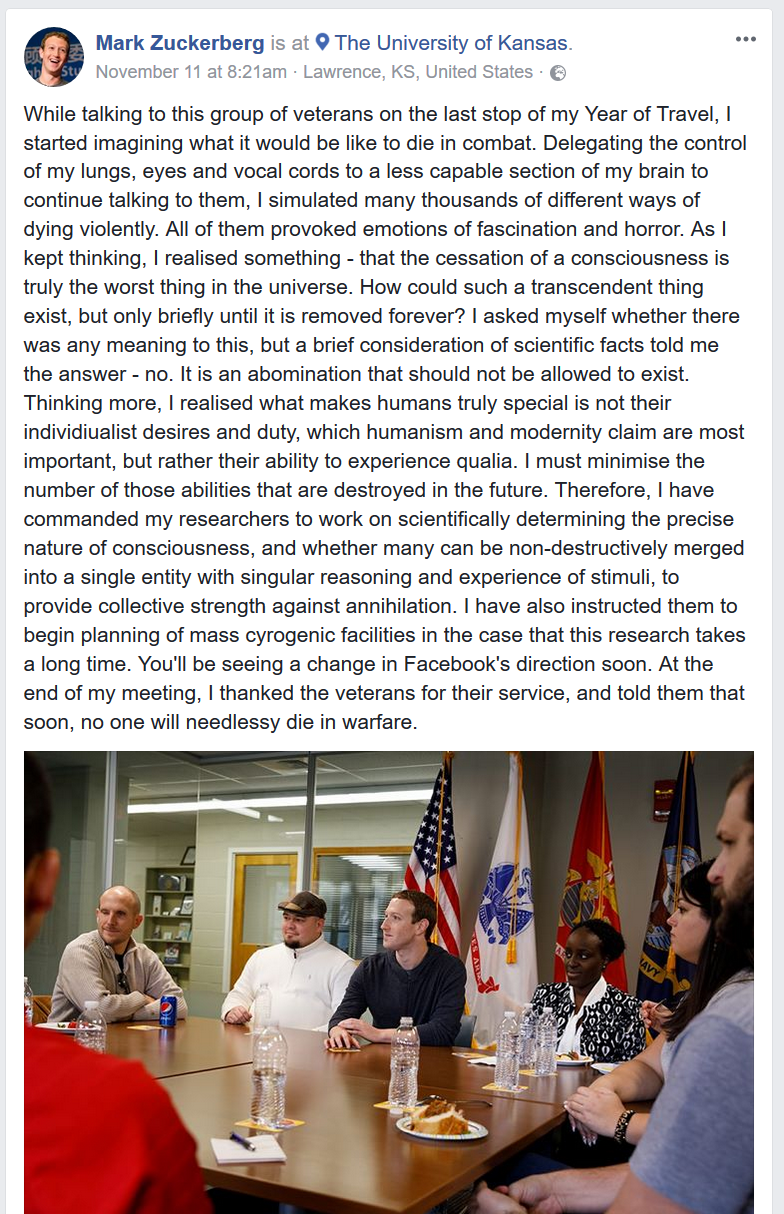 Mark Zuckerberg is at The University of Kansas.
November 11 at 8:21am · Lawrence, KS, United States ·
While talking to this group of veterans on the last stop of my Year of Travel, I
started imagining what it would be like to die in combat. Delegating the control
of my lungs, eyes and vocal cords to a less capable section of my brain to
continue talking to them, I simulated many thousands of different ways of
dying violently. All of them provoked emotions of fascination and horror. As I
kept thinking, I realised something - that the cessation of a consciousness is
truly the worst thing in the universe. How could such a transcendent thing
exist, but only briefly until it is removed forever? I asked myself whether there
was any meaning to this, but a brief consideration of scientific facts told me
the answer - no. It is an abomination that should not be allowed to exist.
Thinking more, I realised what makes humans truly special is not their
individiualist desires and duty, which humanism and modernity claim are most
important, but rather their ability to experience qualia. I must minimise the
number of those abilities that are destroyed in the future. Therefore, I have
commanded my researchers to work on scientifically determining the precise
nature of consciousness, and whether many can be non-destructively merged
into a single entity with singular reasoning and experience of stimuli, to
provide collective strength against annihilation. I have also instructed them to
begin planning of mass cyrogenic facilities in the case that this research takes
a long time. You'll be seeing a change in Facebook's direction soon. At the
end of my meeting, I thanked the veterans for their service, and told them that
soon, no one will needlessy die in warfare.
NAVY